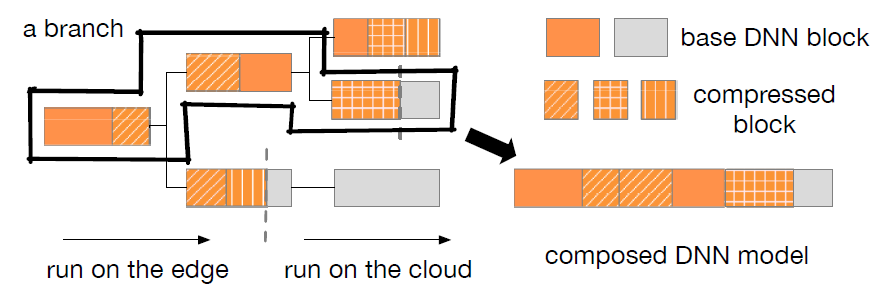 a branch
base DNN block
compressed
block
run on the edge
run on the cloud
composed DNN model